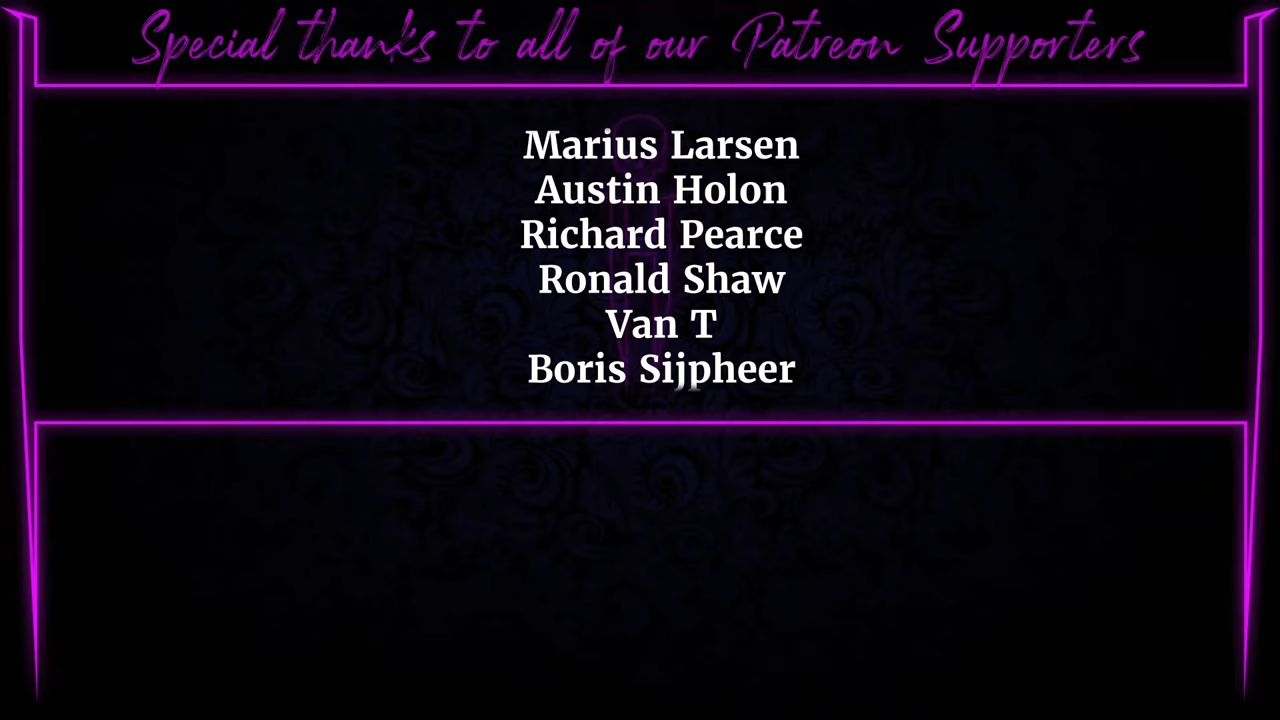 Special thanks to all of our Patreon Supporters
Marius Larsen
Austin Holon
Richard Pearce
Ronald Shaw
Van T
Boris Sijpheer